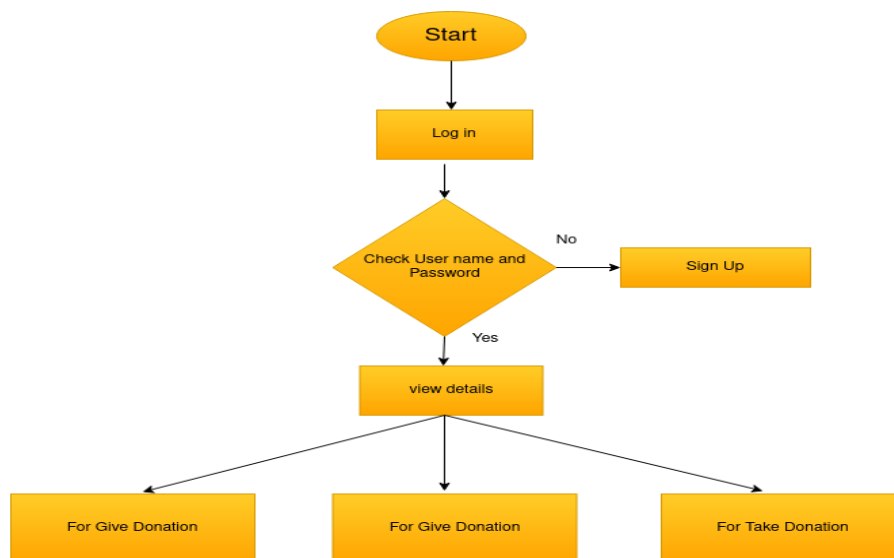 Start
Log in
Check User name and
Password
No
Sign Up
Yes
view details
For Give Donation
For Give Donation
For Take Donation